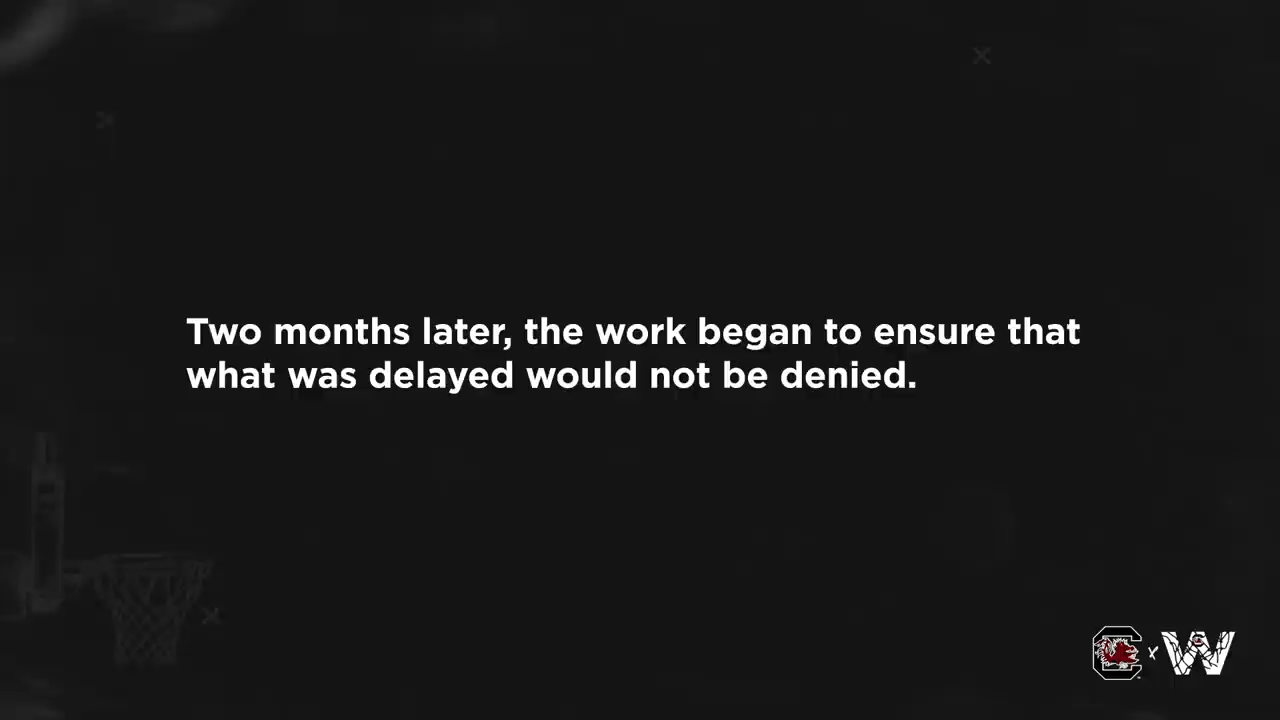 Two months later, the work began to ensure that
what was delayed would not be denied.
C x W